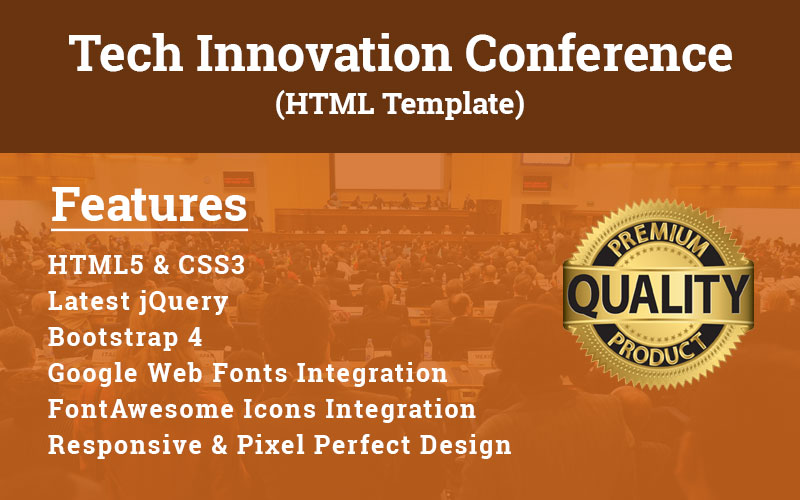 Tech Innovation Conference
(HTML Template)
Features
HTML5 & CSS3
Latest jQuery
Bootstrap 4
Google Web Fonts Integration
FontAwesome Icons Integration
Responsive & Pixel Perfect Design
PREMIUM
QUALITY
PRODUCT